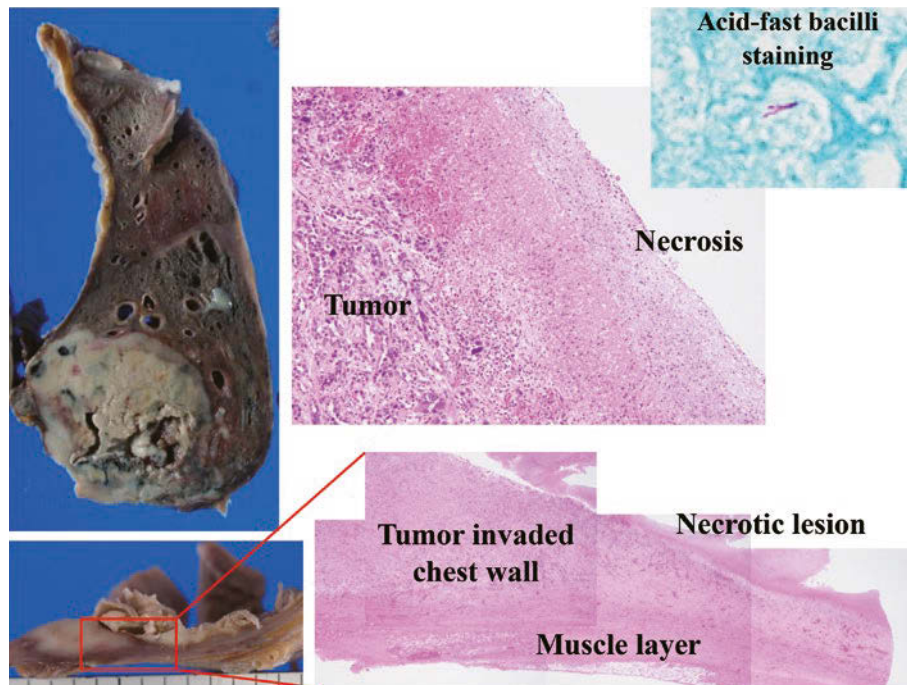 Acid-fast bacilli
staining
Necrosis
Tumor
Necrotic lesion
Tumor invaded
chest wall
Muscle layer